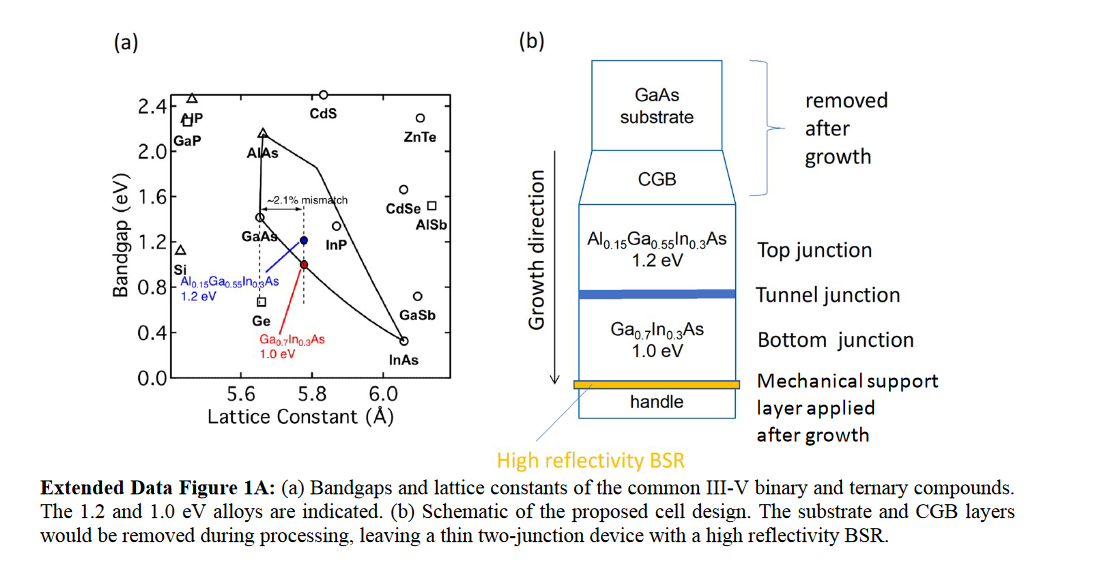 (a)
2.4
2.0
1.6
1.2
0.8
0.4
0.0
Bandgap (eV)
5.6 5.8 6.0
Lattice Constant (Å)
AlP
GaP
CdS
ZnTe
AlAs
~2.1% mismatch
CdSe
AlSb
GaAs
InP
Si
Al0.15Ga0.55In0.3As
1.2 eV
Ge
GaSb
Ga0.7In0.3As
1.0 eV
InAs
(b)
GaAs
substrate
removed
after
growth
CGB
Growth direction
Al0.15Ga0.55In0.3As
1.2 eV
Top junction
Tunnel junction
Ga0.7In0.3As
1.0 eV
Bottom junction
Mechanical support
layer applied
after growth
handle
High reflectivity BSR
Extended Data Figure 1A: (a) Bandgaps and lattice constants of the common III-V binary and ternary compounds.
The 1.2 and 1.0 eV alloys are indicated. (b) Schematic of the proposed cell design. The substrate and CGB layers
would be removed during processing, leaving a thin two-junction device with a high reflectivity BSR.